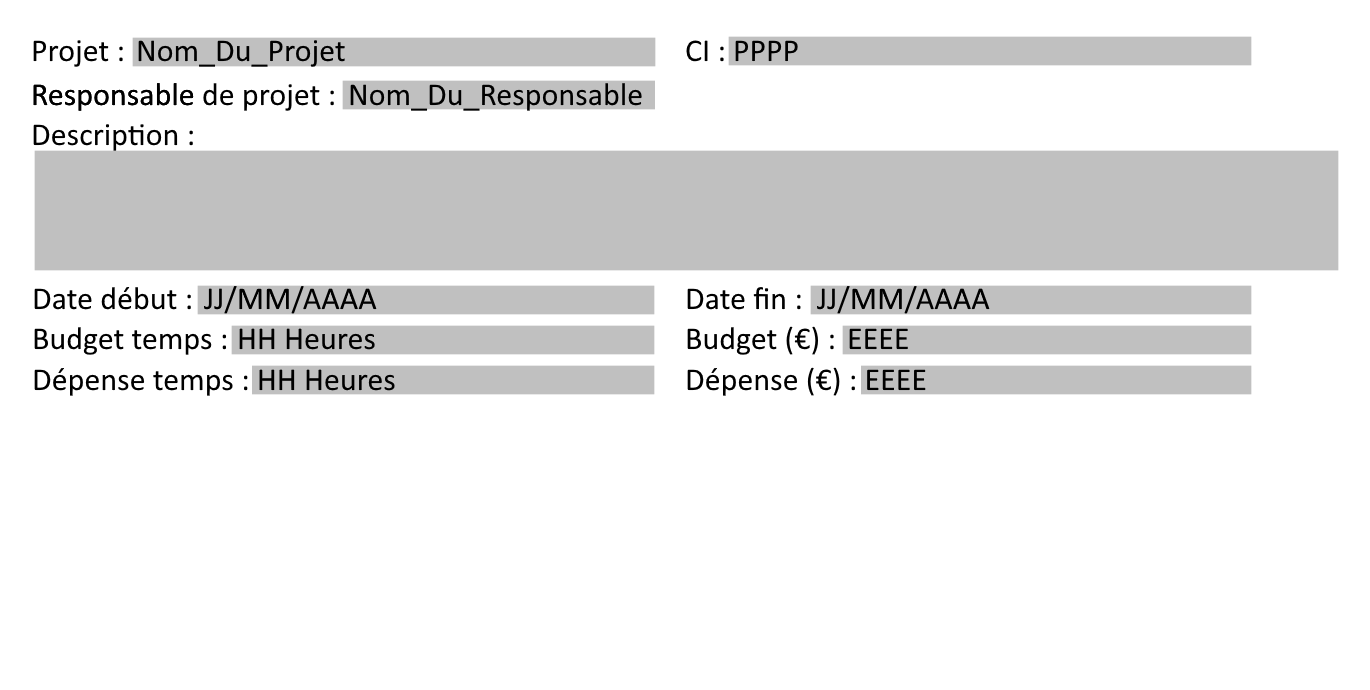 Projet : Nom_Du_Projet CI : PPPP
Responsable de projet : Nom_Du_Responsable
Description :
Date début : JJ/MM/AAAA Date fin : JJ/MM/AAAA
Budget temps : HH Heures Budget (€) : EEEE
Dépense temps : HH Heures Dépense (€) : EEEE